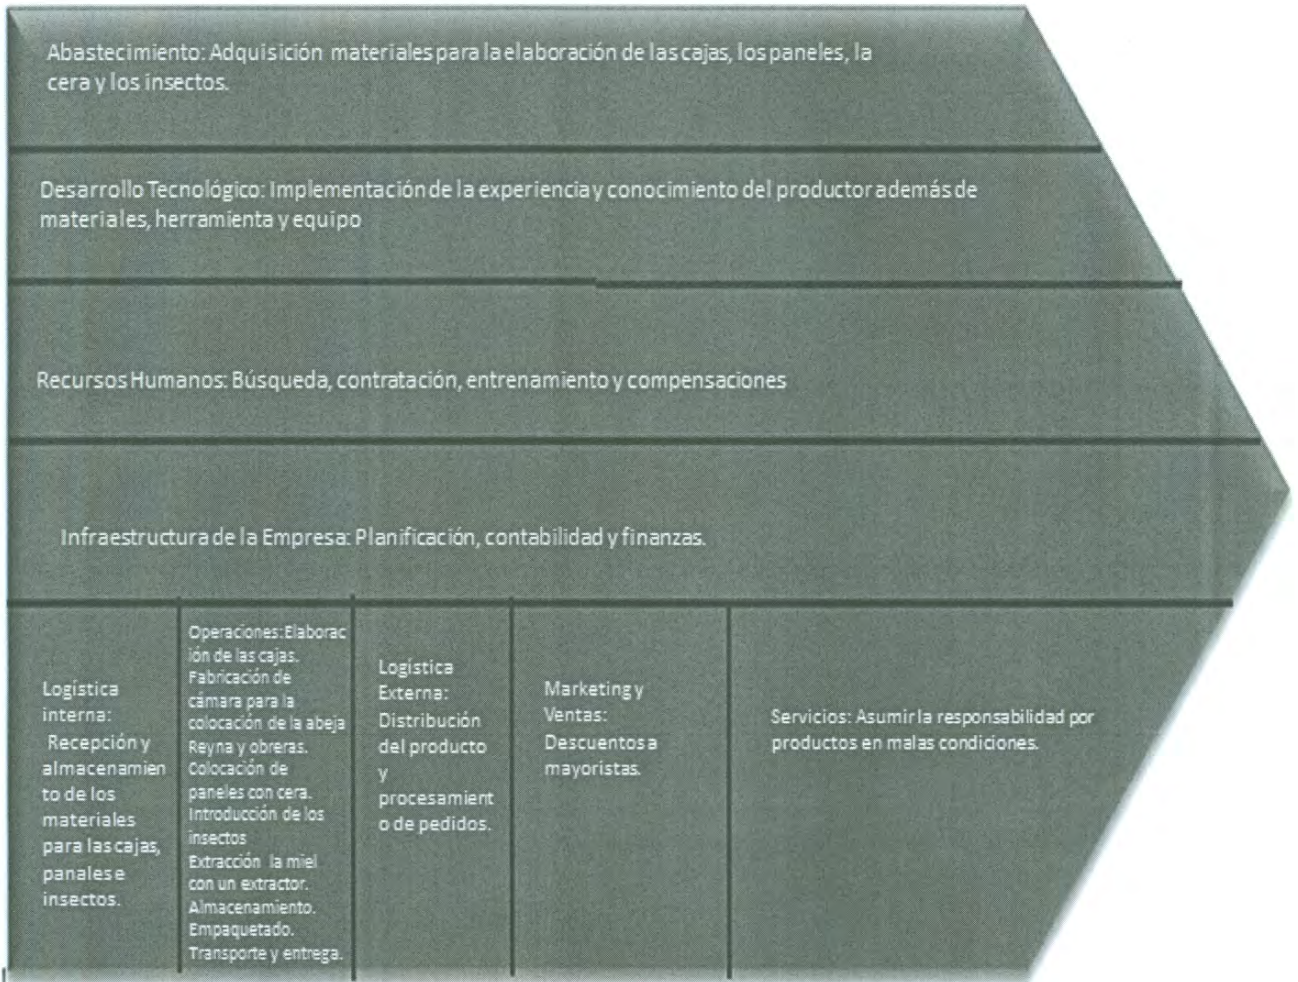 Abastecimiento: Adquisición materiales para la elaboración de las cajas, los paneles, la
cera y los insectos.
Desarrollo Tecnológico: Implementación de la experiencia y conocimiento del productor además de
materiales, herramienta y equipo
Recursos Humanos: Búsqueda, contratación, entrenamiento y compensaciones
Infraestructura de la Empresa: Planificación, contabilidad y finanzas.
Logística
interna:
Recepción y
almacenamien
to de los
materiales
para las cajas,
panales e
insectos.
Operaciones: Elaborac
ión de las cajas.
Fabricación de
cámara para la
colocación de la abeja
Reyna y obreras.
Colocación de
paneles con cera.
Introducción de los
insectos
Extracción la miel
con un extractor.
Almacenamiento.
Empaquetado.
Transporte y entrega.
Logística
Externa:
Distribución
del producto
y
procesamient
o de pedidos.
Marketing y
Ventas:
Descuentos a
mayoristas.
Servicios: Asumir la responsabilidad por
productos en malas condiciones.